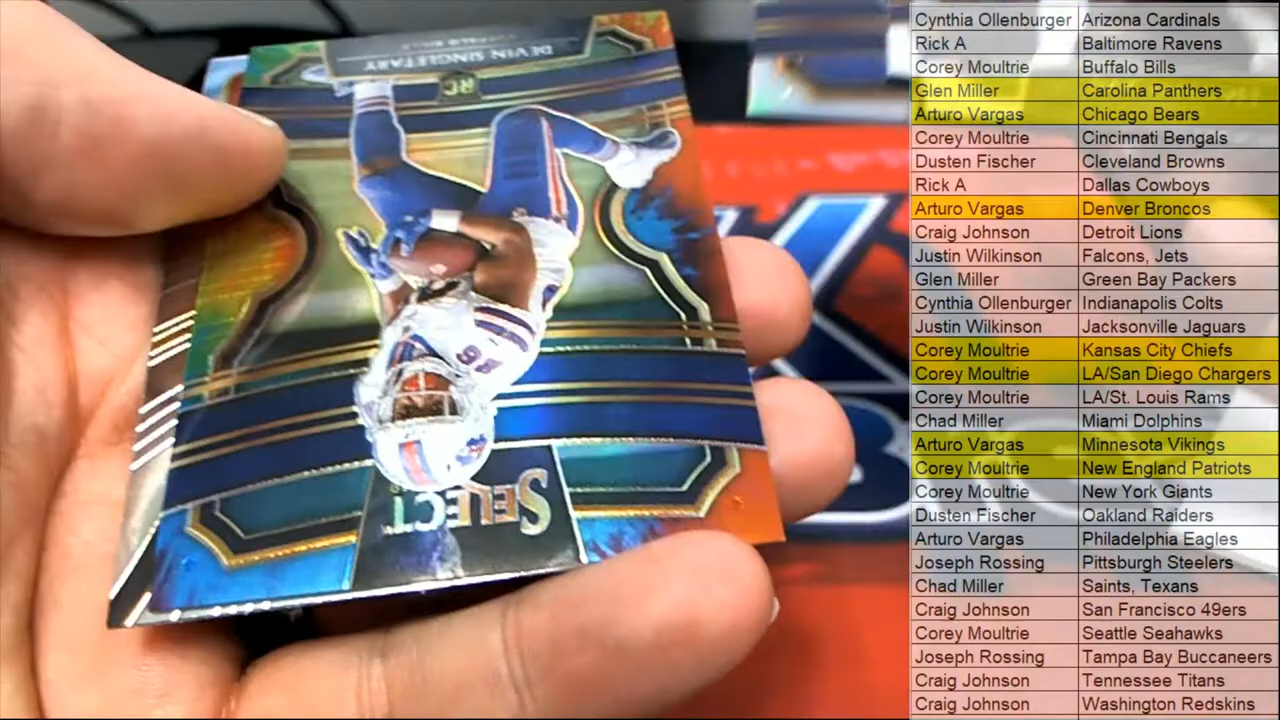 BUFFALO BILLS
DEVIN SINGLETARY
RC
SELECT
Cynthia Ollenburger Arizona Cardinals
Rick A Baltimore Ravens
Corey Moultrie Buffalo Bills
Glen Miller Carolina Panthers
Arturo Vargas Chicago Bears
Corey Moultrie Cincinnati Bengals
Dusten Fischer Cleveland Browns
Rick A Dallas Cowboys
Arturo Vargas Denver Broncos
Craig Johnson Detroit Lions
Justin Wilkinson Falcons, Jets
Glen Miller Green Bay Packers
Cynthia Ollenburger Indianapolis Colts
Justin Wilkinson Jacksonville Jaguars
Corey Moultrie Kansas City Chiefs
Corey Moultrie LA/San Diego Chargers
Corey Moultrie LA/St. Louis Rams
Chad Miller Miami Dolphins
Arturo Vargas Minnesota Vikings
Corey Moultrie New England Patriots
Corey Moultrie New York Giants
Dusten Fischer Oakland Raiders
Arturo Vargas Philadelphia Eagles
Joseph Rossing Pittsburgh Steelers
Chad Miller Saints, Texans
Craig Johnson San Francisco 49ers
Corey Moultrie Seattle Seahawks
Joseph Rossing Tampa Bay Buccaneers
Craig Johnson Tennessee Titans
Craig Johnson Washington Redskins